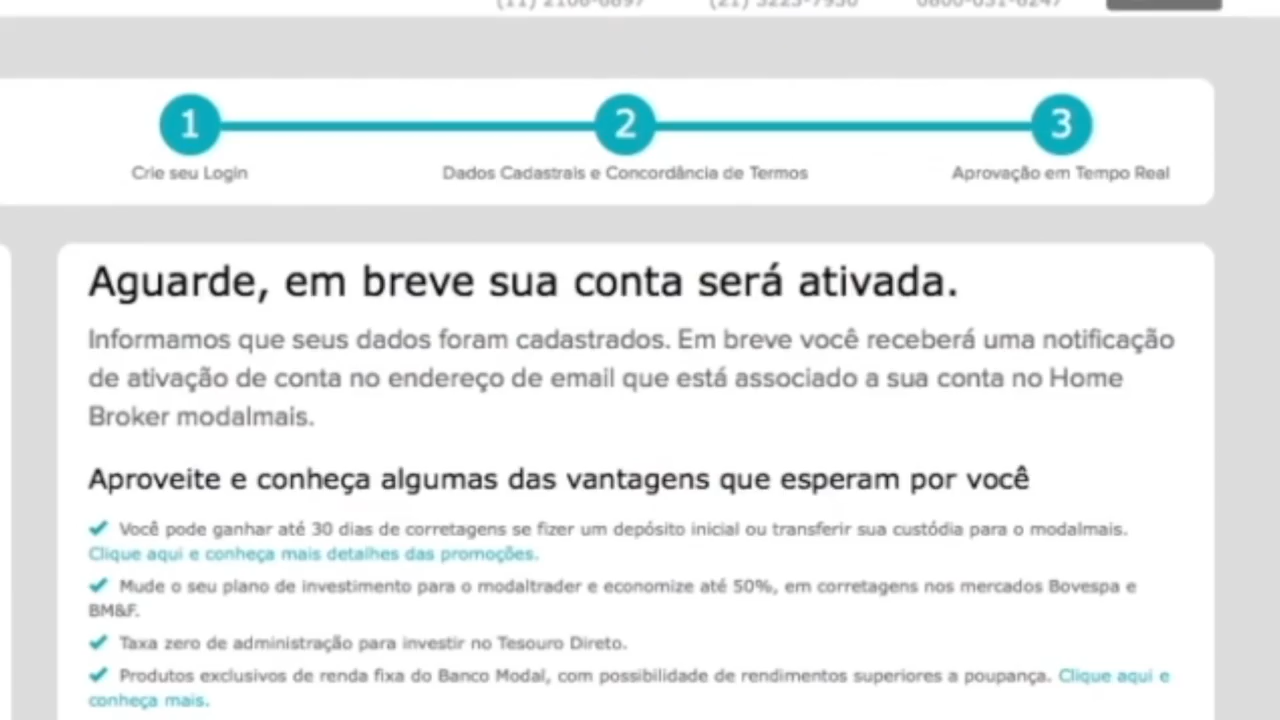 1
2
3
Crie seu Login
Dados Cadastrais e Concordância de Termos
Aprovação em Tempo Real
Aguarde, em breve sua conta será ativada.
Informamos que seus dados foram cadastrados. Em breve você receberá uma notificação
de ativação de conta no endereço de email que está associado a sua conta no Home
Broker modalmais.
Aproveite e conheça algumas das vantagens que esperam por você
Você pode ganhar até 30 dias de corretagens se fizer um depósito inicial ou transferir sua custódia para o modalmais.
Clique aqui e conheça mais detalhes das promoções.
Mude o seu plano de investimento para o modaltrader e economize até 50%, em corretagens nos mercados Bovespa e
BM&F.
Taxa zero de administração para investir no Tesouro Direto.
Produtos exclusivos de renda fixa do Banco Modal, com possibilidade de rendimentos superiores a poupança. Clique aqui e
conheça mais.